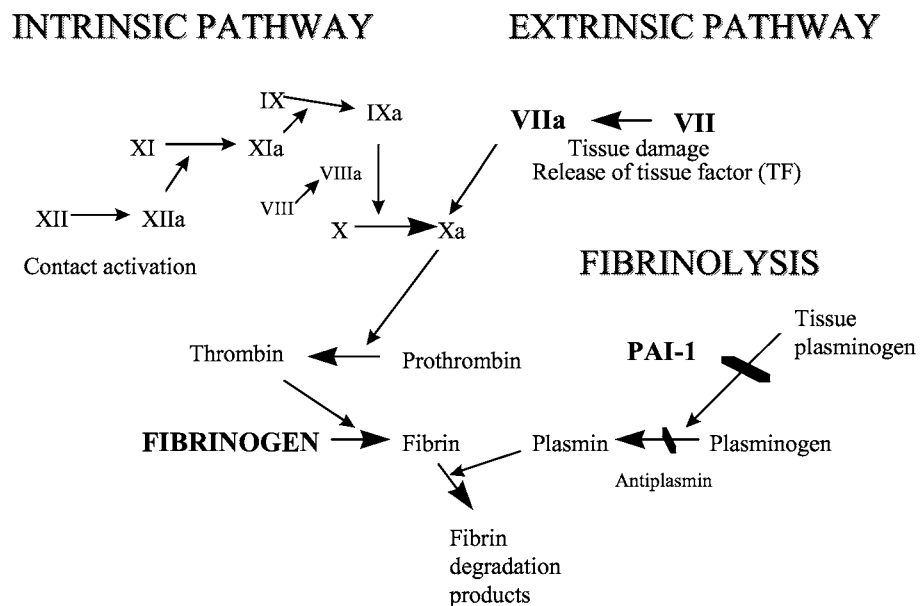 INTRINSIC PATHWAY
EXTRINSIC PATHWAY
IX
IXa
VIIa
VII
XI
XIa
Tissue damage
Release of tissue factor (TF)
VIIIa
VIII
XII
XIIa
X
Xa
Contact activation
FIBRINOLYSIS
Tissue
plasminogen
PAI-1
Thrombin
Prothrombin
FIBRINOGEN
Fibrin
Plasmin
Plasminogen
Antiplasmin
Fibrin
degradation
products